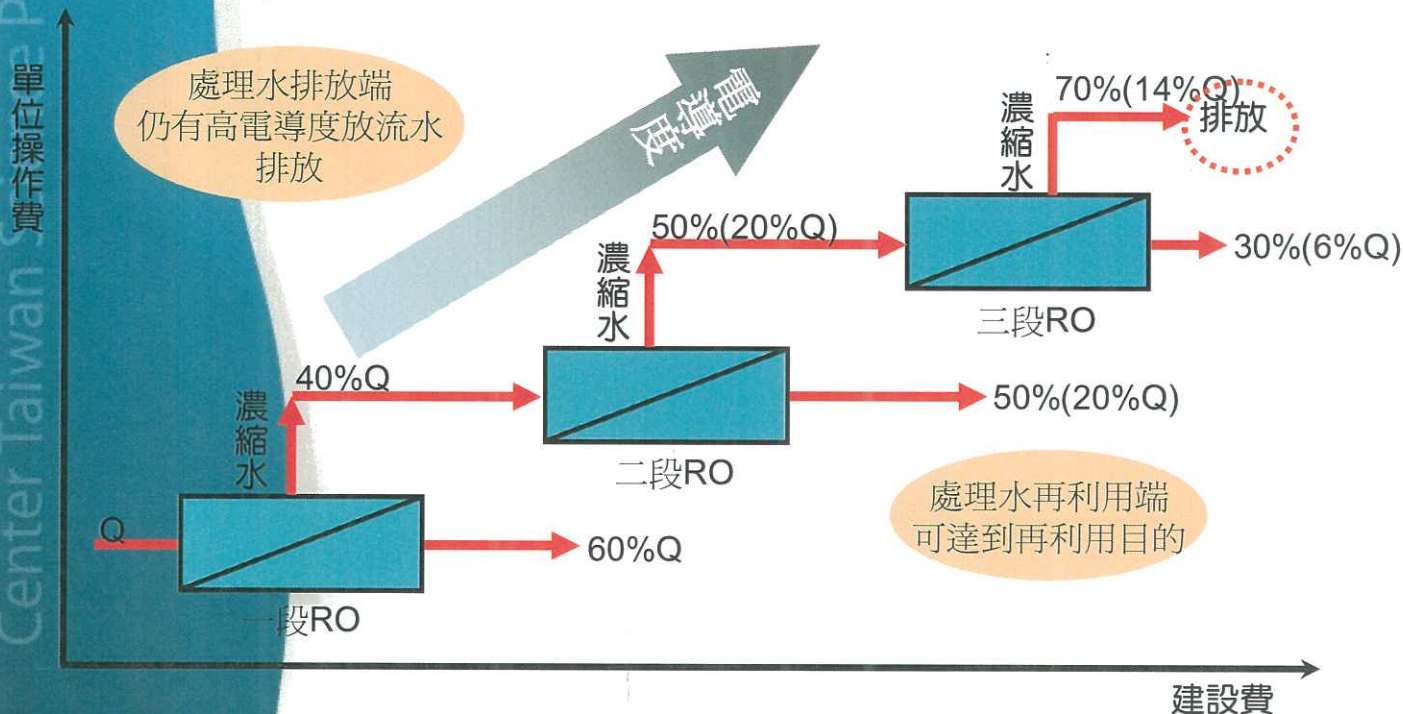 Center Taiwan
單位操作費
處理水排放端
仍有高電導度放流水
排放
電導度
70%(14%Q)
排放
濃縮水
30%(6%Q)
三段RO
50%(20%Q)
濃縮水
50%(20%Q)
二段RO
40%Q
濃縮水
處理水再利用端
可達到再利用目的
Q
60%Q
一段RO
建設費